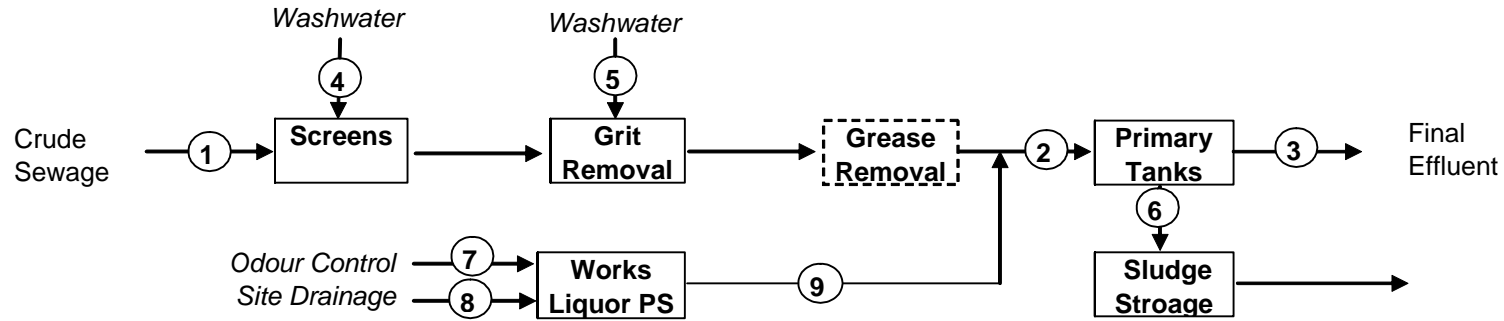 Washwater
Washwater
4
5
Crude
Sewage
1
Screens
Grit
Removal
Grease
Removal
2
Primary
Tanks
3
Final
Effluent
6
Odour Control
7
Site Drainage
8
Works
Liquor PS
9
Sludge
Stroage